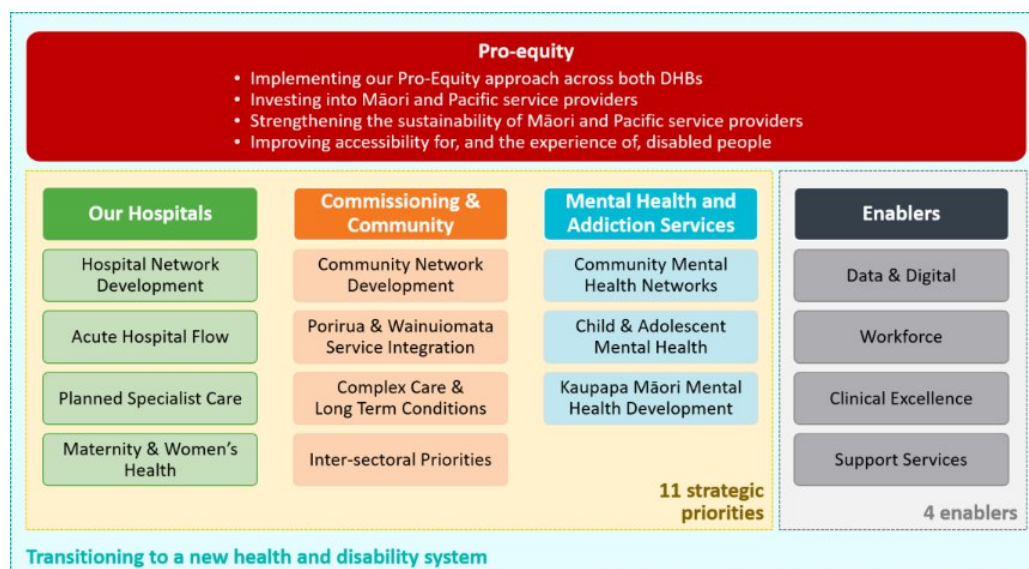 Pro-equity
• Implementing our Pro-Equity approach across both DHBs
• Investing into Māori and Pacific service providers
• Strengthening the sustainability of Māori and Pacific service providers
• Improving accessibility for, and the experience of, disabled people
Our Hospitals
Hospital Network
Development
Acute Hospital Flow
Planned Specialist Care
Maternity & Women's
Health
Commissioning &
Community
Community Network
Development
Porirua & Wainuiomata
Service Integration
Complex Care &
Long Term Conditions
Inter-sectoral Priorities
Mental Health and
Addiction Services
Community Mental
Health Networks
Child & Adolescent
Mental Health
Kaupapa Māori Mental
Health Development
11 strategic
priorities
Enablers
Data & Digital
Workforce
Clinical Excellence
Support Services
4 enablers
Transitioning to a new health and disability system